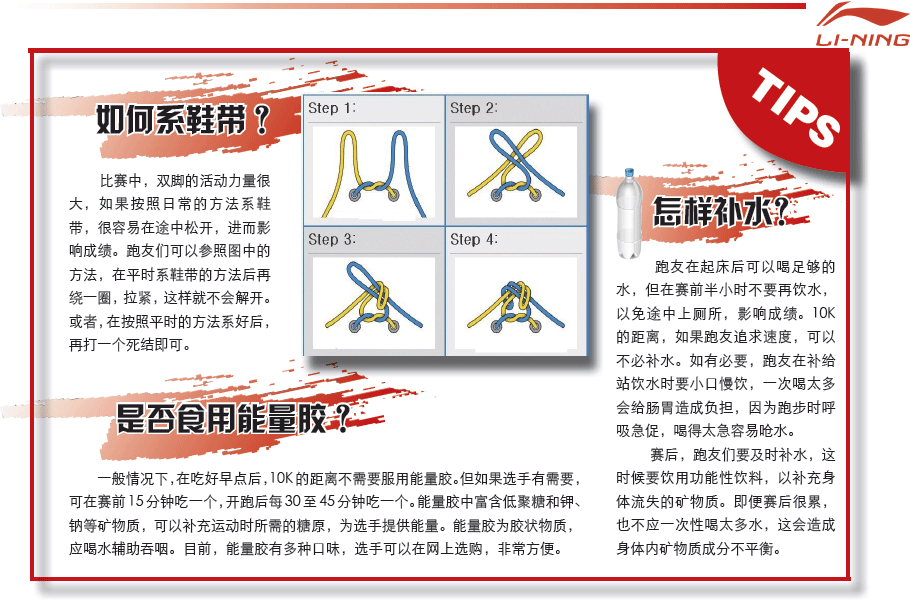 LI-NING
TIPS
如何系鞋带？
比赛中，双脚的活动力量很
大，如果按照日常的方法系鞋
带，很容易在途中松开，进而影
响成绩。跑友们可以参照图中的
方法，在平时系鞋带的方法后再
绕一圈，拉紧，这样就不会解开。
或者，在按照平时的方法系好后，
再打一个死结即可。
Step 1:
Step 2:
Step 3:
Step 4:
怎样补水？
跑友在起床后可以喝足够的
水，但在赛前半小时不要再饮水，
以免途中上厕所，影响成绩。10K
的距离，如果跑友追求速度，可以
不必补水。如有必要，跑友在补给
站饮水时要小口慢饮，一次喝太多
会给肠胃造成负担，因为跑步时呼
吸急促，喝得太急容易呛水。
赛后，跑友们要及时补水，这
时候要饮用功能性饮料，以补充身
体流失的矿物质。即便赛后很累，
也不应一次性喝太多水，这会造成
身体内矿物质成分不平衡。
是否食用能量胶？
一般情况下，在吃好早点后，10K的距离不需要服用能量胶。但如果选手有需要，
可在赛前15分钟吃一个，开跑后每30至45分钟吃一个。能量胶中富含低聚糖和钾、
钠等矿物质，可以补充运动时所需的糖原，为选手提供能量。能量胶为胶状物质，
应喝水辅助吞咽。目前，能量胶有多种口味，选手可以在网上选购，非常方便。